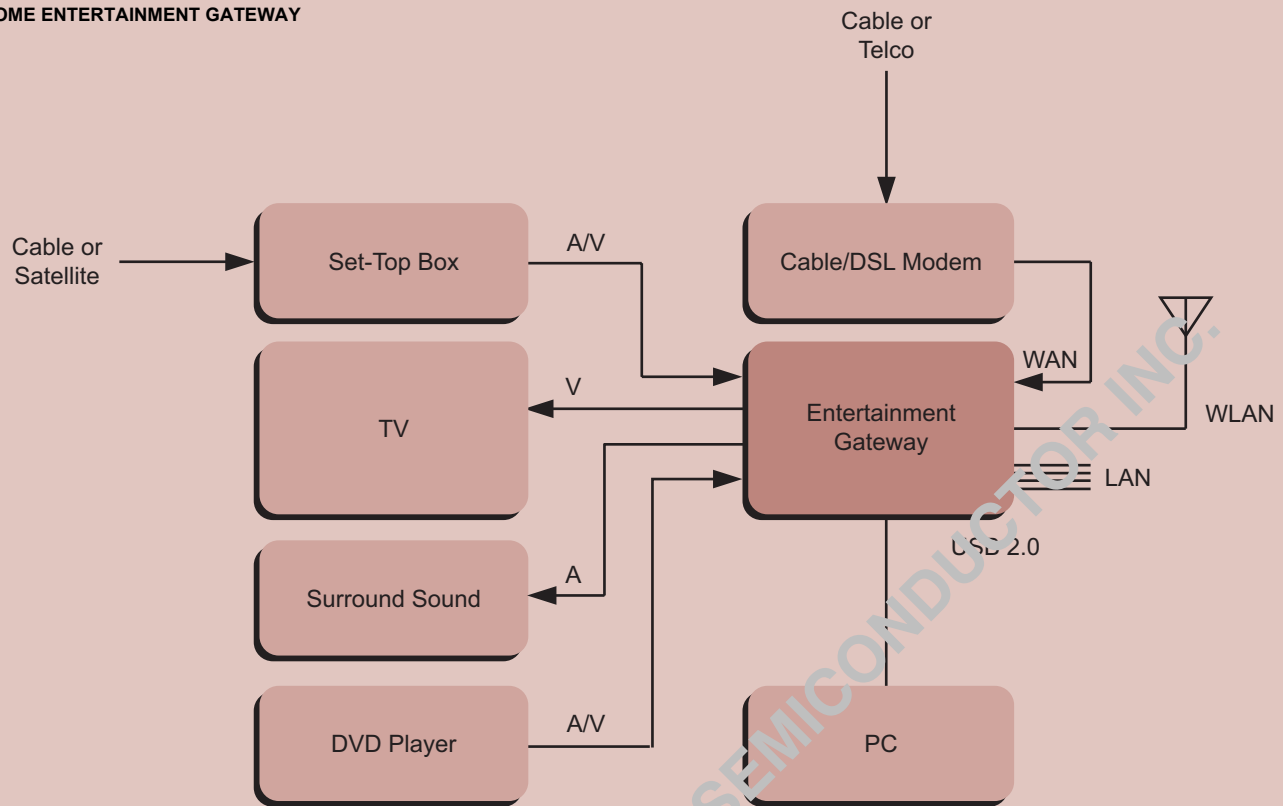 OME ENTERTAINMENT GATEWAY
Cable or
Telco
Cable or
Satellite
Set-Top Box
A/V
Cable/DSL Modem
TV
V
Entertainment
Gateway
WAN
WLAN
LAN
USB 2.0
Surround Sound
A
DVD Player
A/V
PC
SEMICONDUCTOR INC.